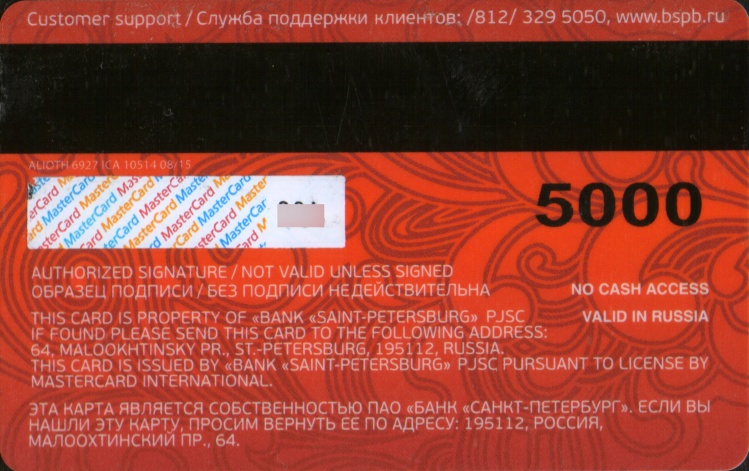 Customer support / Служба поддержки клиентов: /812/ 329 5050, www.bspb.ru
ALIOTH 6927 ICA 10514 08/15
MasterCard MasterCard MasterCard MasterCard
5000
AUTHORIZED SIGNATURE / NOT VALID UNLESS SIGNED
ОБРАЗЕЦ ПОДПИСИ / БЕЗ ПОДПИСИ НЕДЕЙСТВИТЕЛЬНА
NO CASH ACCESS
VALID IN RUSSIA
THIS CARD IS PROPERTY OF «BANK «SAINT-PETERSBURG» PJSC
IF FOUND PLEASE SEND THIS CARD TO THE FOLLOWING ADDRESS:
64, MALOOKHTINSKY PR., ST.-PETERSBURG, 195112, RUSSIA.
THIS CARD IS ISSUED BY «BANK «SAINT-PETERSBURG» PJSC PURSUANT TO LICENSE BY
MASTERCARD INTERNATIONAL.
ЭТА КАРТА ЯВЛЯЕТСЯ СОБСТВЕННОСТЬЮ ПАО «БАНК «САНКТ-ПЕТЕРБУРГ». ЕСЛИ ВЫ
НАШЛИ ЭТУ КАРТУ, ПРОСИМ ВЕРНУТЬ ЕЕ ПО АДРЕСУ: 195112, РОССИЯ,
МАЛООХТИНСКИЙ ПР., 64.